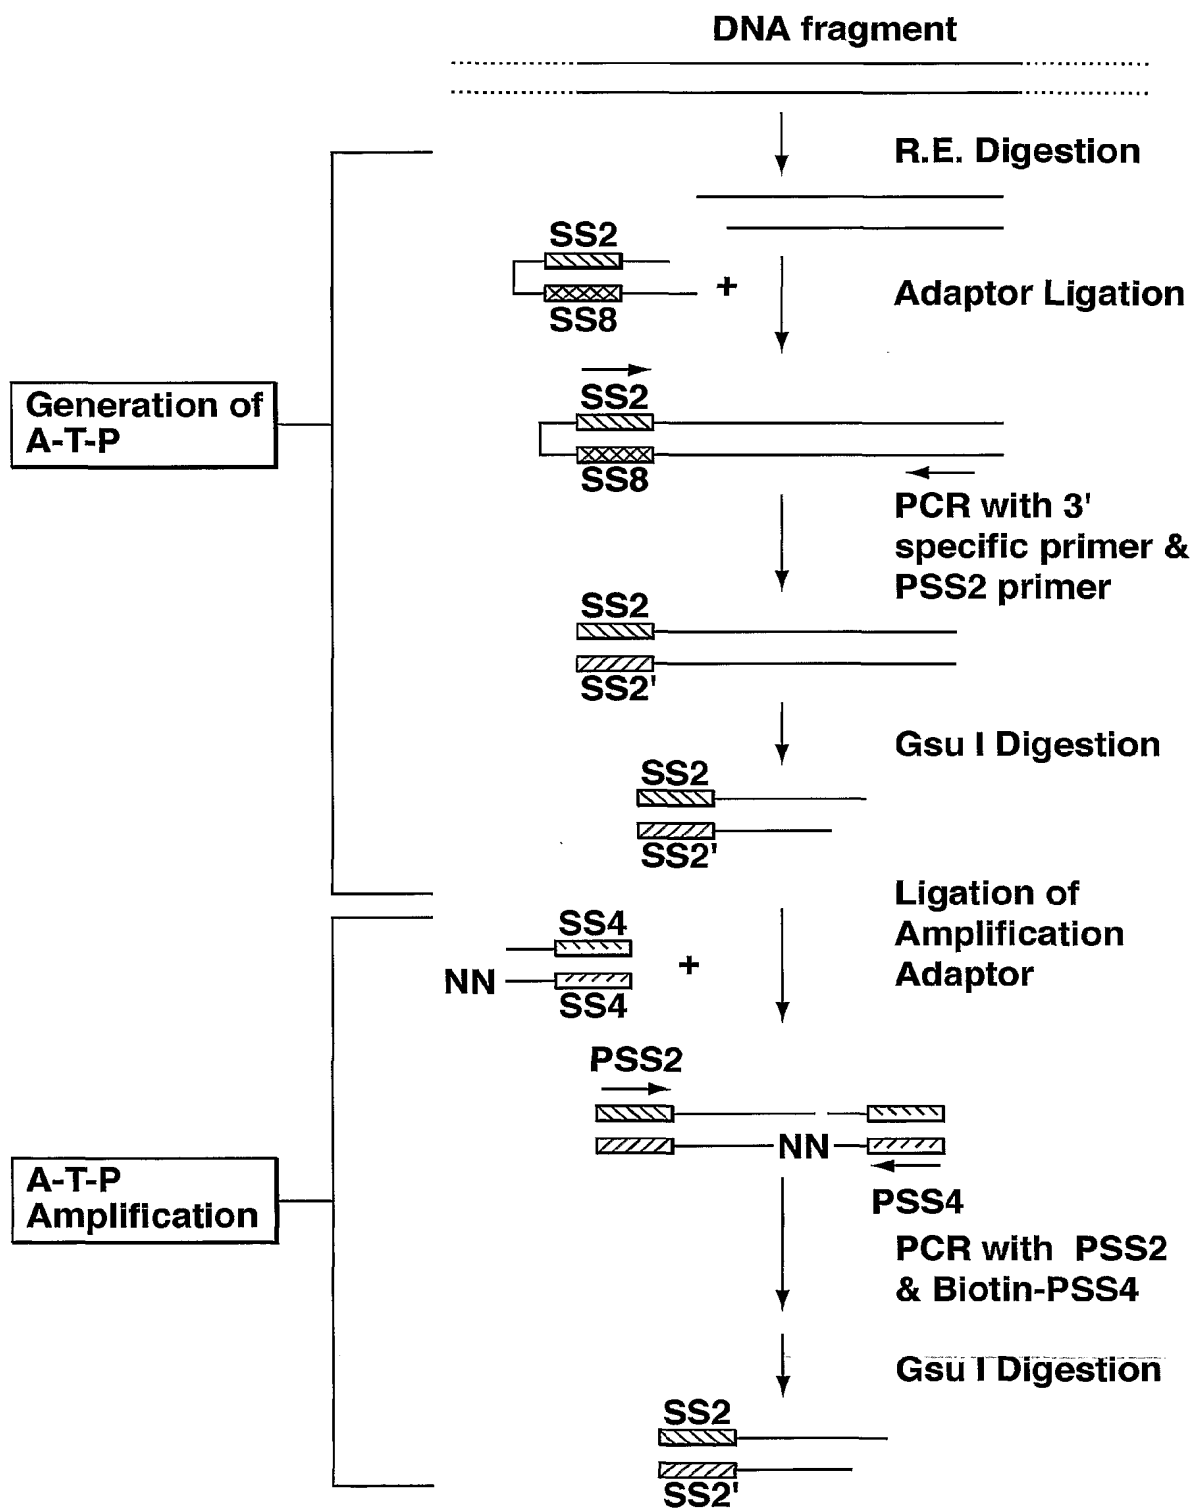 DNA fragment
R.E. Digestion
SS2
+
SS8
Adaptor Ligation
Generation of
A-T-P
SS2
SS8
PCR with 3'
specific primer &
PSS2 primer
SS2
SS2'
Gsu I Digestion
SS2
SS2'
Ligation of
Amplification
Adaptor
SS4
NN
+
SS4
PSS2
NN
PSS4
A-T-P
Amplification
PCR with PSS2
& Biotin-PSS4
Gsu I Digestion
SS2
SS2'